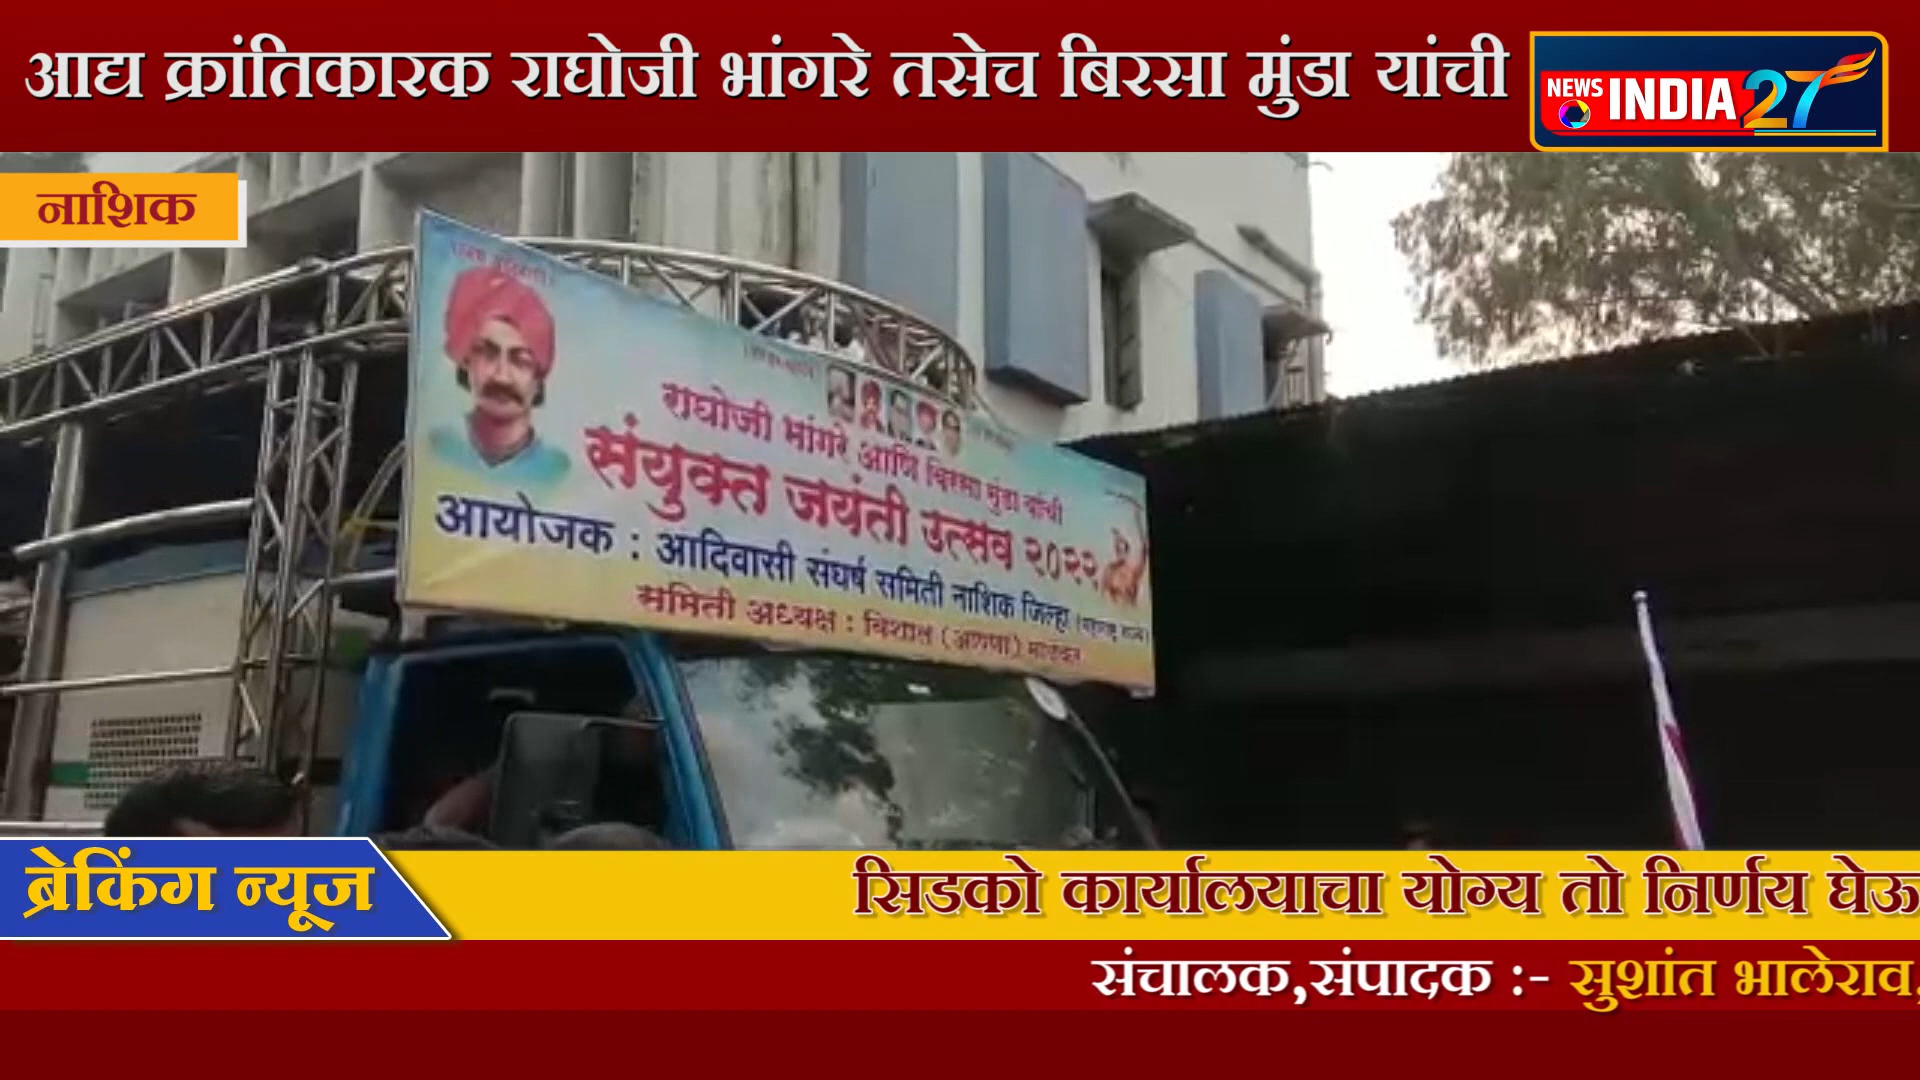 आद्य क्रांतिकारक राघोजी भांगरे तसेच बिरसा मुंडा यांची
NEWS INDIA 27
नाशिक
राघोजी भांगरे आणि बिरसा मुंडा यांची
संयुक्त जयंती उत्सव २०२२
आयोजक : आदिवासी संघर्ष समिती नाशिक जिल्हा
समिती अध्यक्ष :
ब्रेकिंग न्यूज
सिडको कार्यालयाचा योग्य तो निर्णय घेऊ
संचालक,संपादक :- सुशांत भालेराव,